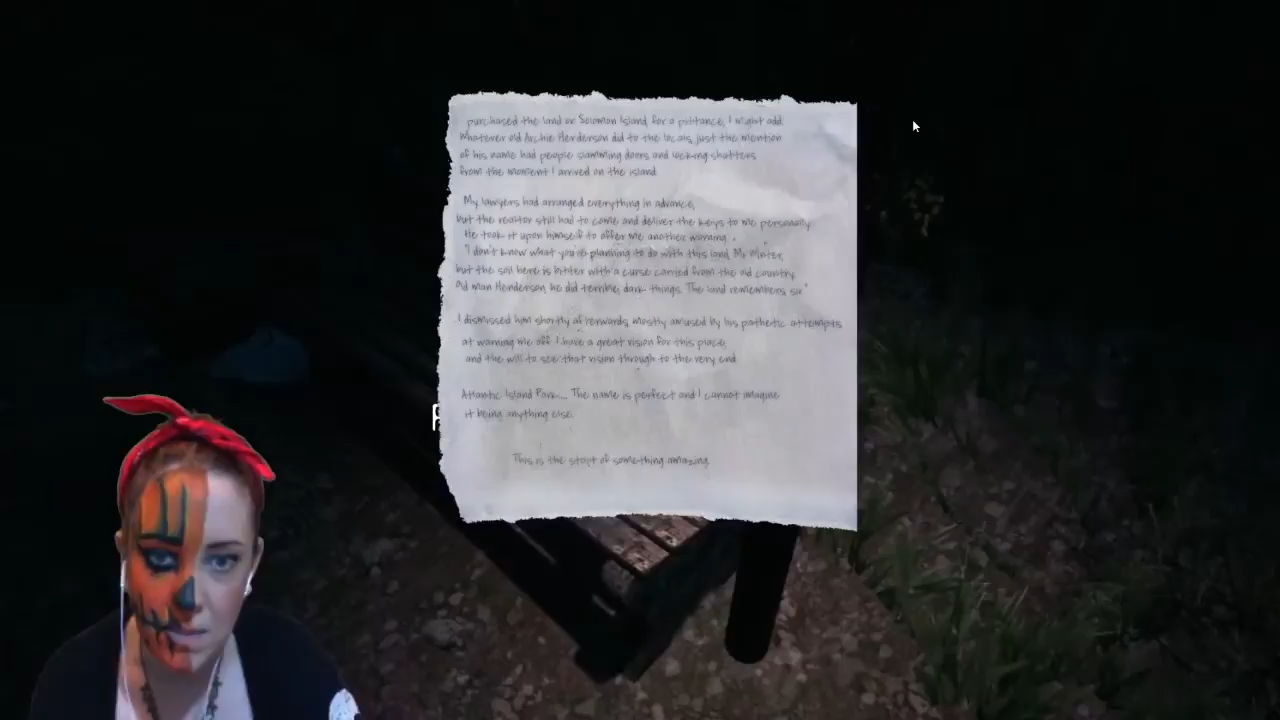 purchased the land on Solomon Island, for a pittance, I might add.
Whatever old Archie Henderson did to the locals, just the mention
of his name had people slamming doors and locking shutters
from the moment I arrived on the island.
My lawyers had arranged everything in advance,
but the realtor still had to come and deliver the keys to me personally.
He took it upon himself to offer me another warning.
"I don't know what you're planning to do with this land, Mr Winter,
but the soil here is bitter with a curse carried from the old country.
Old man Henderson, he did terrible, dark things. The land remembers, sir."
I dismissed him shortly afterwards, mostly amused by his pathetic attempts
at warning me off. I have a great vision for this place,
and the will to see that vision through to the very end.
Atlantic Island Park.... The name is perfect and I cannot imagine
it being anything else.
This is the start of something amazing.